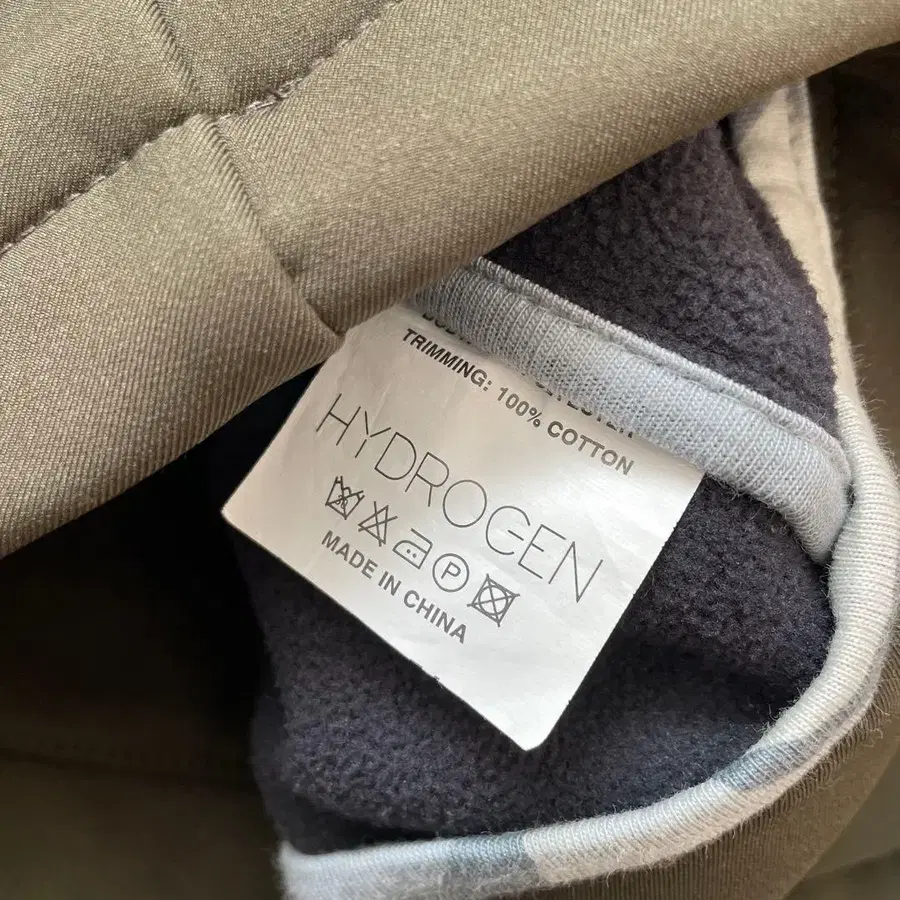 TRIMMING: 100% COTTON
HYDROGEN
P
MADE IN CHINA